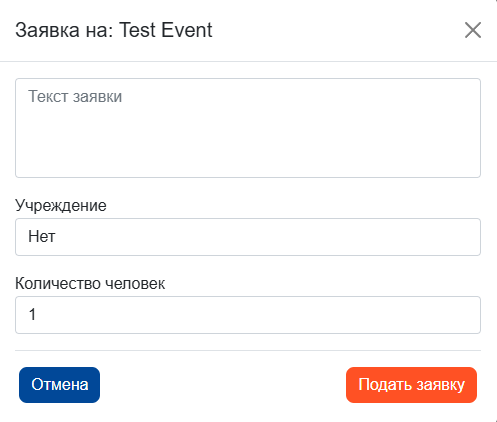 Заявка на: Test Event
Текст заявки
Учреждение
Нет
Количество человек
1
Отмена
Подать заявку